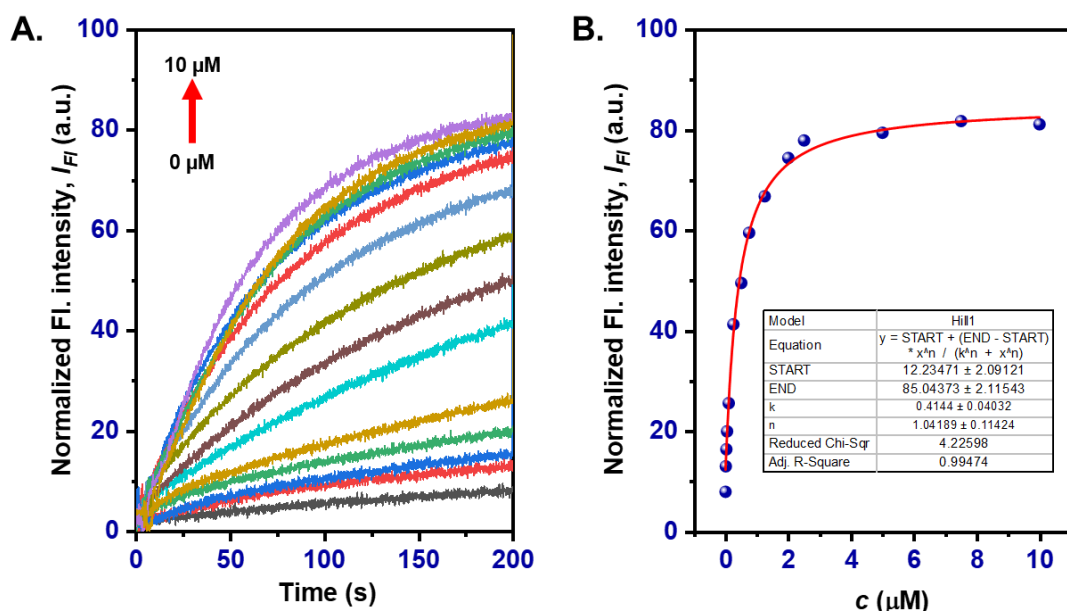 A.
100
80
60
40
20
0
Normalized Fl. intensity, I_Fl (a.u.)
10 µM
0 µM
0
50
100
150
200
Time (s)
B.
100
80
60
40
20
0
Normalized Fl. intensity, I_Fl (a.u.)
Model Hill1
Equation y = START + (END - START)
* x^n / (k^n + x^n)
START 12.23471 ± 2.09121
END 85.04373 ± 2.11543
k 0.4144 ± 0.04032
n 1.04189 ± 0.11424
Reduced Chi-Sqr 4.22598
Adj. R-Square 0.99474
0
2
4
6
8
10
c (µM)